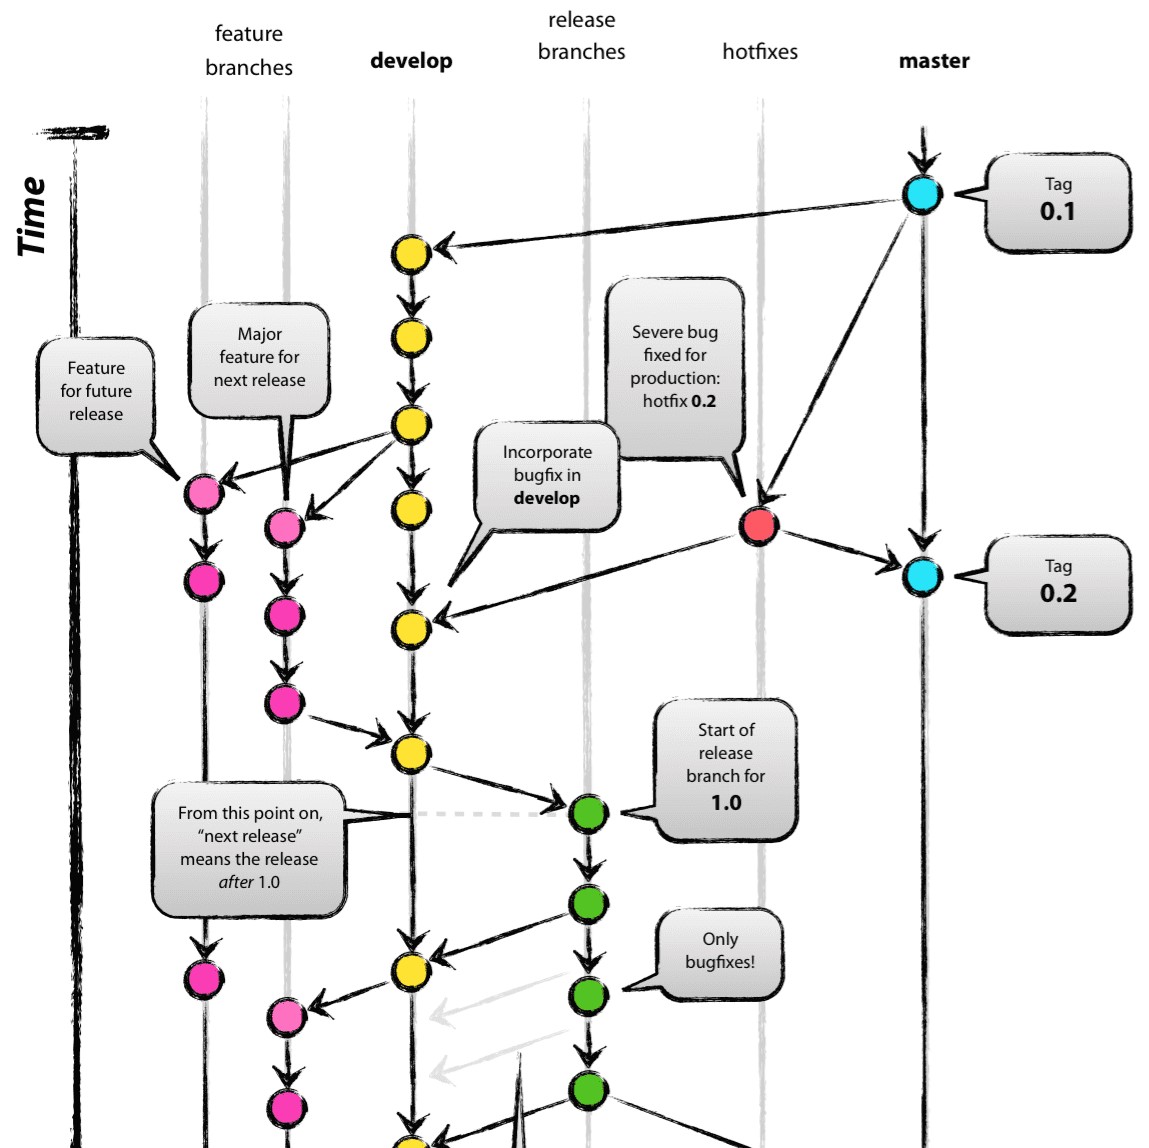 feature
branches
develop
release
branches
hotfixes
master
Time
Tag
0.1
Major
feature for
next release
Feature
for future
release
Severe bug
fixed for
production:
hotfix 0.2
Incorporate
bugfix in
develop
Tag
0.2
Start of
release
branch for
1.0
From this point on,
“next release”
means the release
after 1.0
Only
bugfixes!